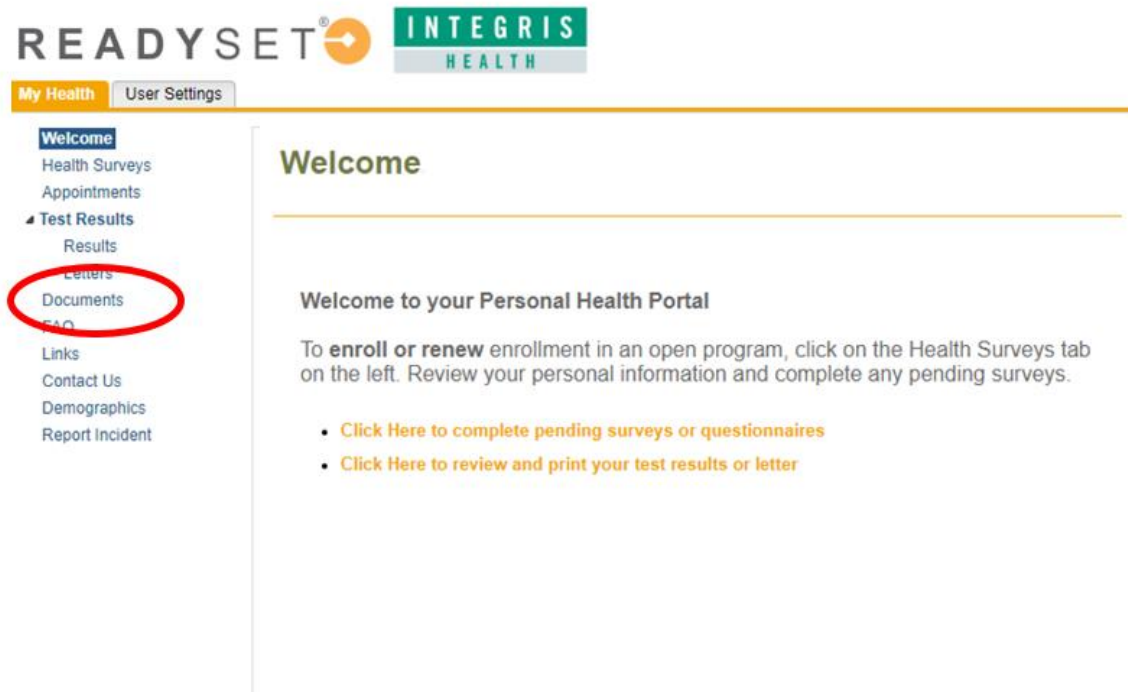 READYSET®
INTEGRIS
HEALTH
My Health
User Settings
Welcome
Health Surveys
Appointments
Test Results
Results
Letters
Documents
FAQ
Links
Contact Us
Demographics
Report Incident
Welcome
Welcome to your Personal Health Portal
To enroll or renew enrollment in an open program, click on the Health Surveys tab
on the left. Review your personal information and complete any pending surveys.
• Click Here to complete pending surveys or questionnaires
• Click Here to review and print your test results or letter